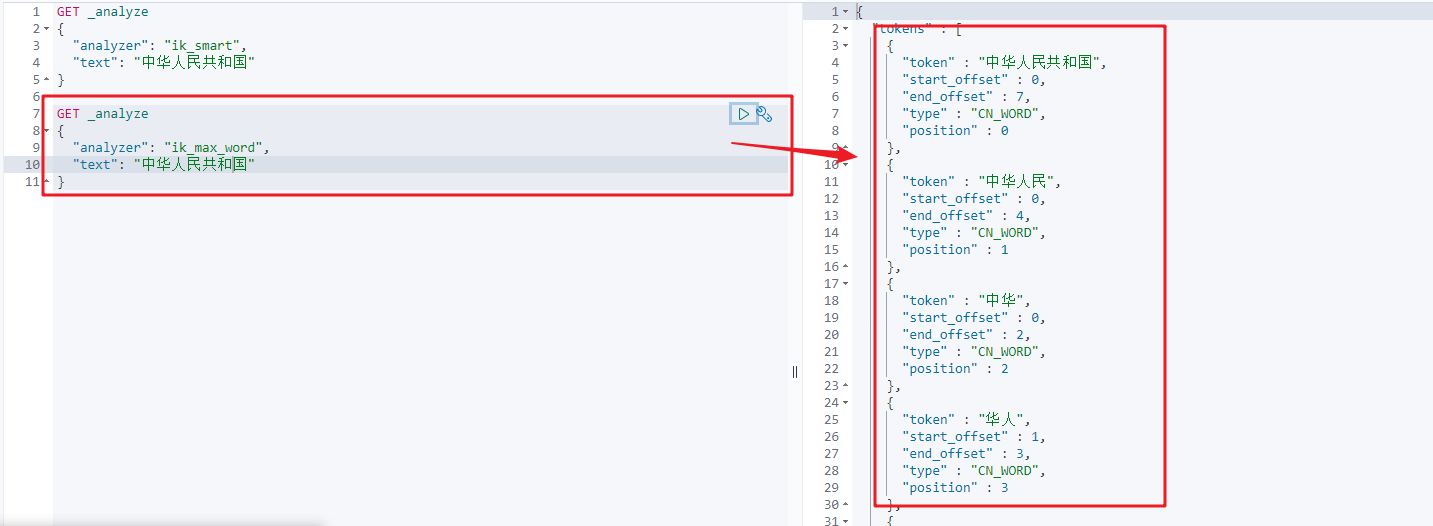 1 GET _analyze
2 {
3 "analyzer": "ik_smart",
4 "text": "中华人民共和国"
5 }
6
7 GET _analyze
8 {
9 "analyzer": "ik_max_word",
10 "text": "中华人民共和国"
11 }
1 {
2 "tokens" : [
3 {
4 "token" : "中华人民共和国",
5 "start_offset" : 0,
6 "end_offset" : 7,
7 "type" : "CN_WORD",
8 "position" : 0
9 },
10 {
11 "token" : "中华人民",
12 "start_offset" : 0,
13 "end_offset" : 4,
14 "type" : "CN_WORD",
15 "position" : 1
16 },
17 {
18 "token" : "中华",
19 "start_offset" : 0,
20 "end_offset" : 2,
21 "type" : "CN_WORD",
22 "position" : 2
23 },
24 {
25 "token" : "华人",
26 "start_offset" : 1,
27 "end_offset" : 3,
28 "type" : "CN_WORD",
29 "position" : 3
30 },
31 {